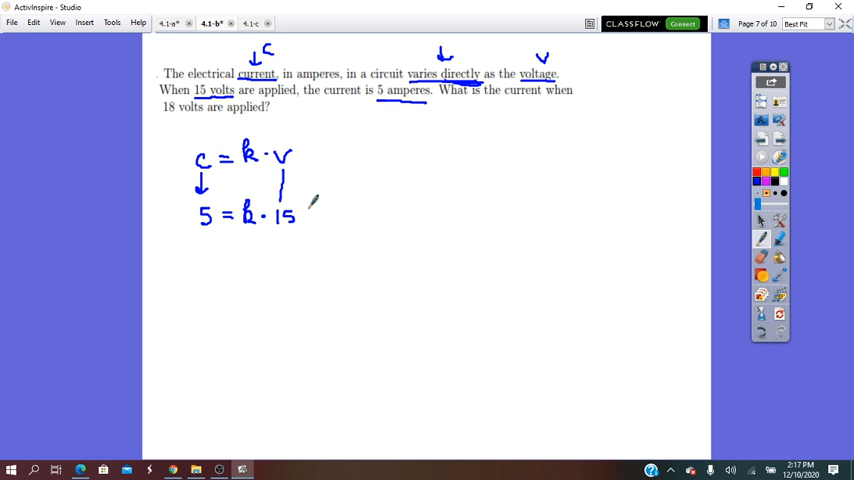 ActivInspire - Studio
File Edit View Insert Tools Help
4.1-a* 4.1-b* 4.1-c
CLASSFLOW Connect Page 7 of 10 Best Fit
c v
The electrical current, in amperes, in a circuit varies directly as the voltage.
When 15 volts are applied, the current is 5 amperes. What is the current when
18 volts are applied?
c = k · v
5 = k · 15
2:17 PM
12/10/2020